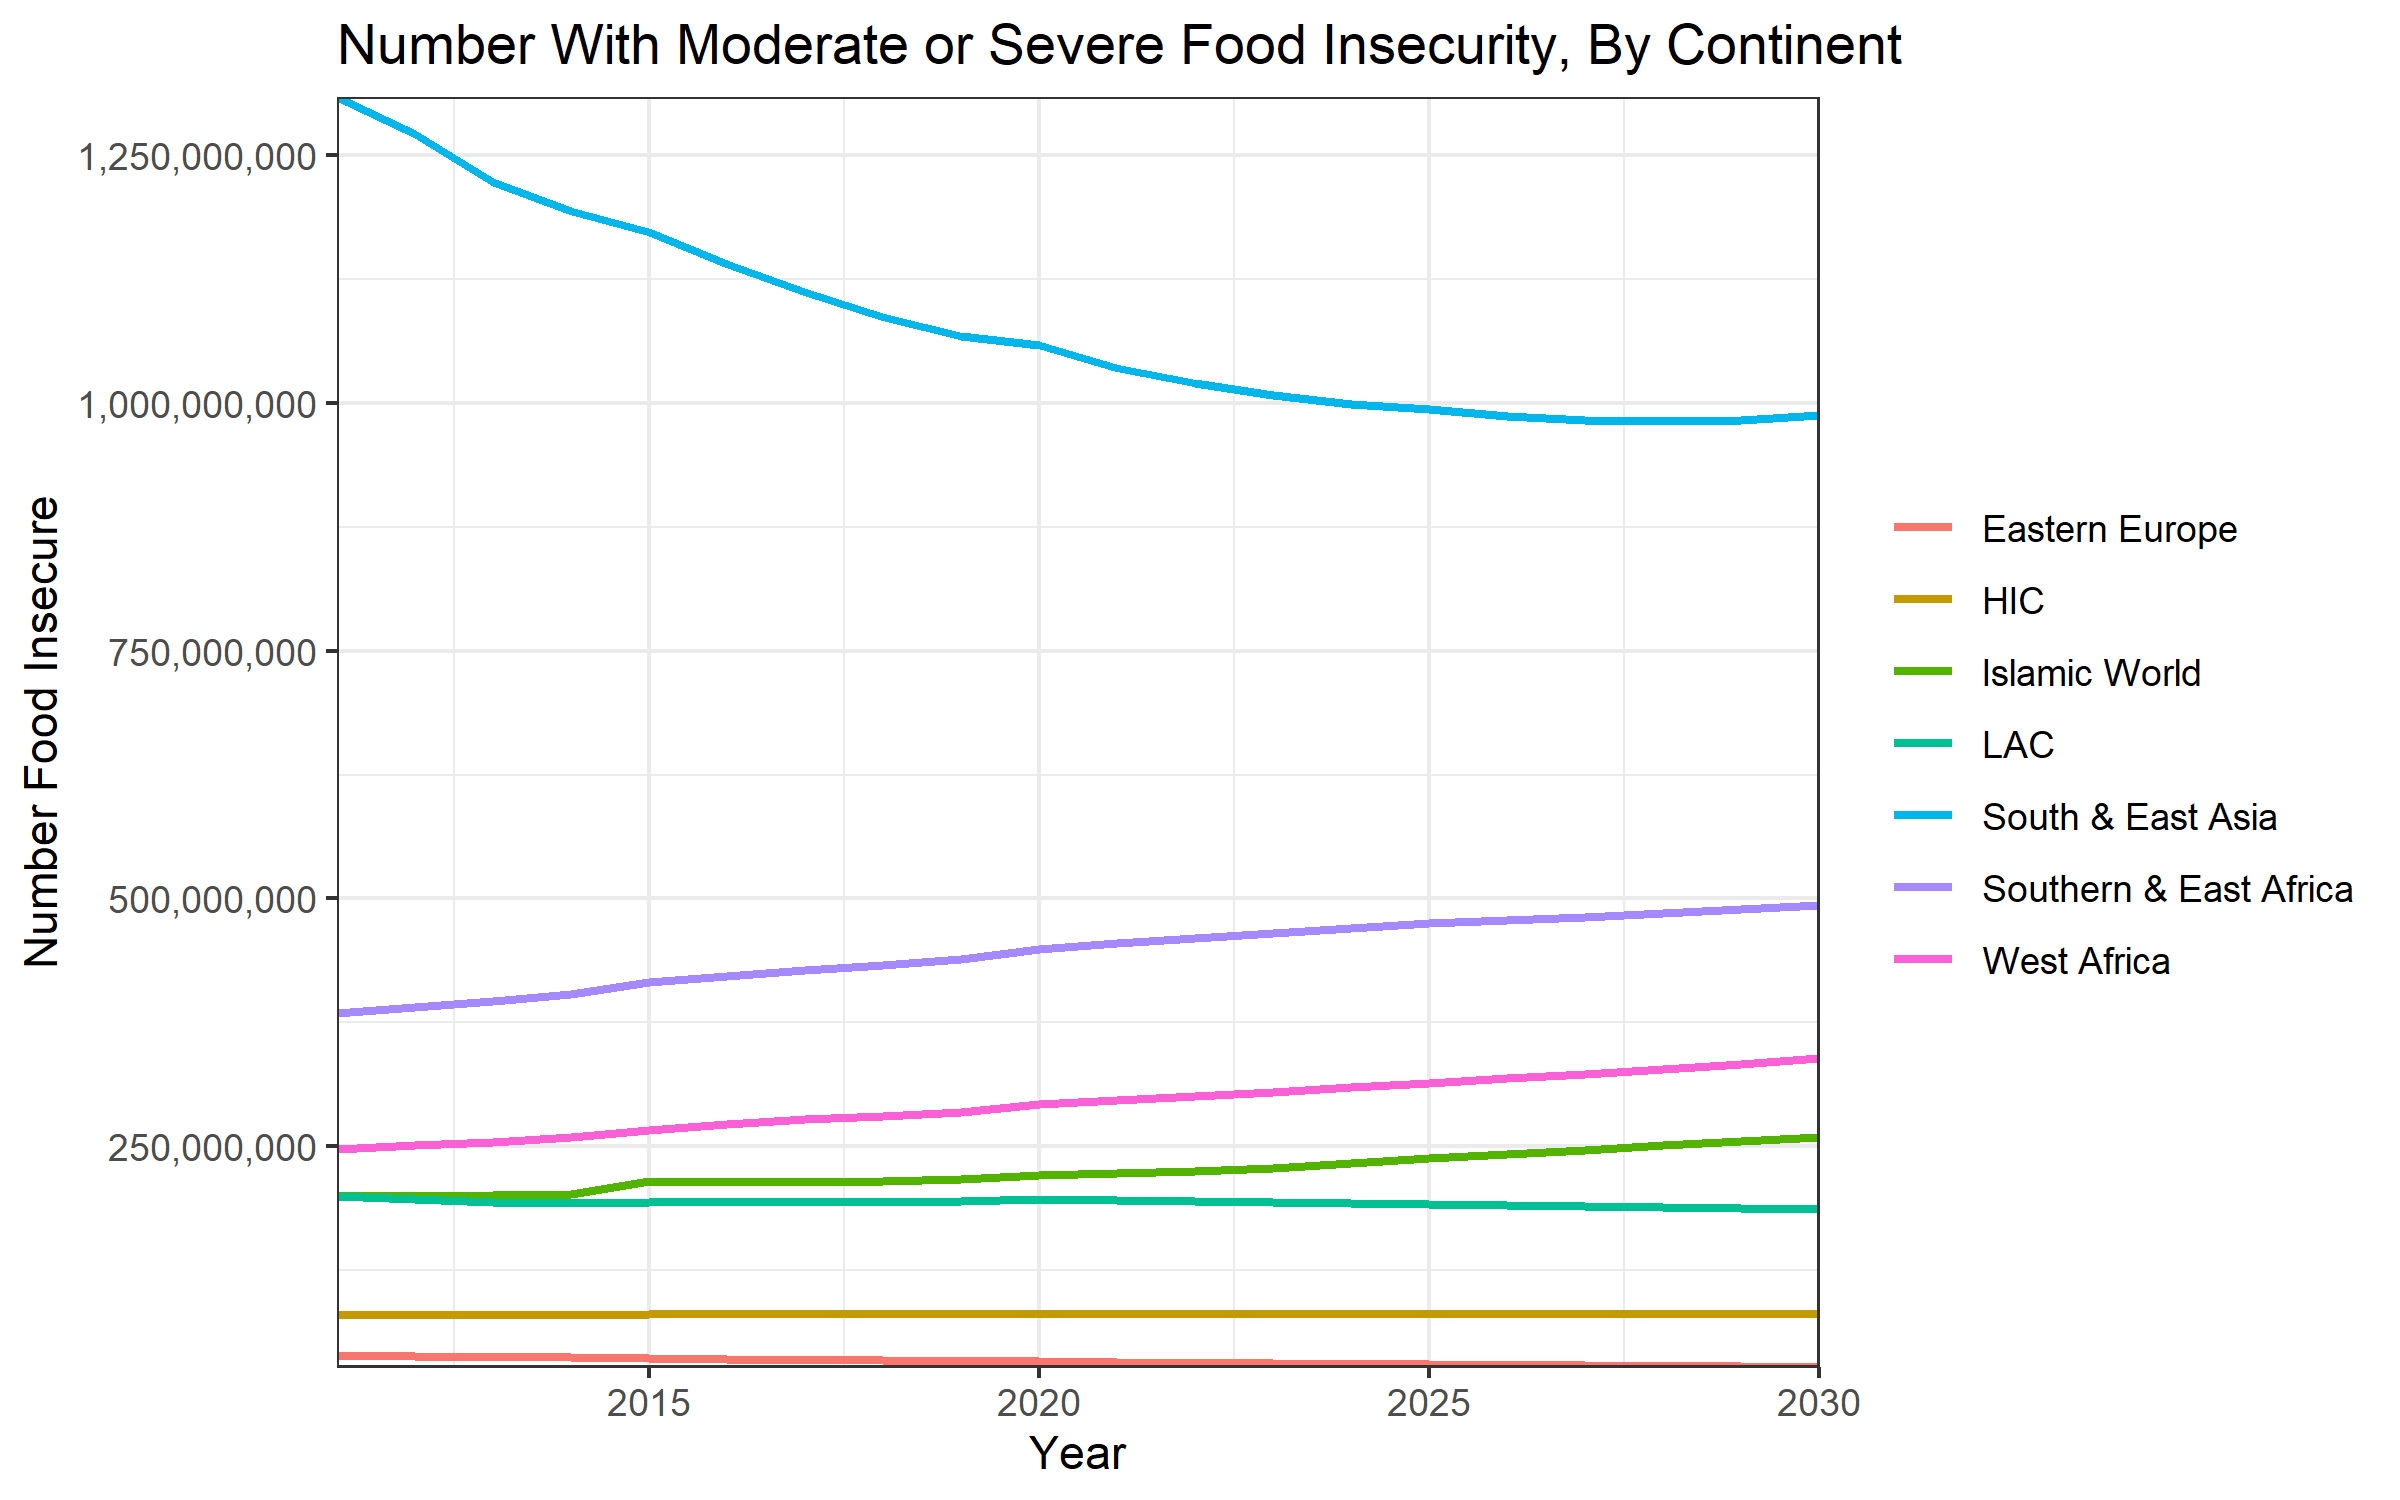 Number With Moderate or Severe Food Insecurity, By Continent
Number Food Insecure
1,250,000,000
1,000,000,000
750,000,000
500,000,000
250,000,000
2015
2020
2025
2030
Year
Eastern Europe
HIC
Islamic World
LAC
South & East Asia
Southern & East Africa
West Africa